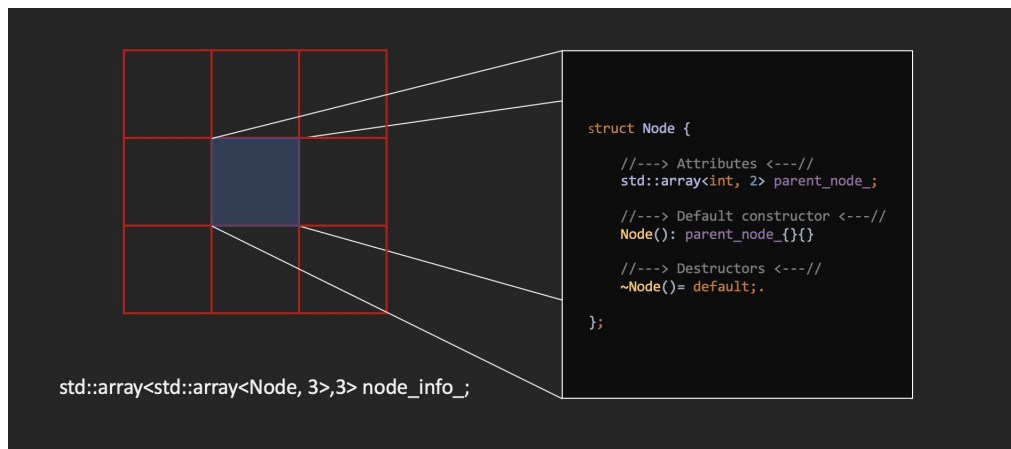 struct Node {
//---> Attributes <---//
std::array<int, 2> parent_node_;
//---> Default constructor <---//
Node(): parent_node_{}{}
//---> Destructors <---//
~Node()= default;.
};
std::array<std::array<Node, 3>,3> node_info_;